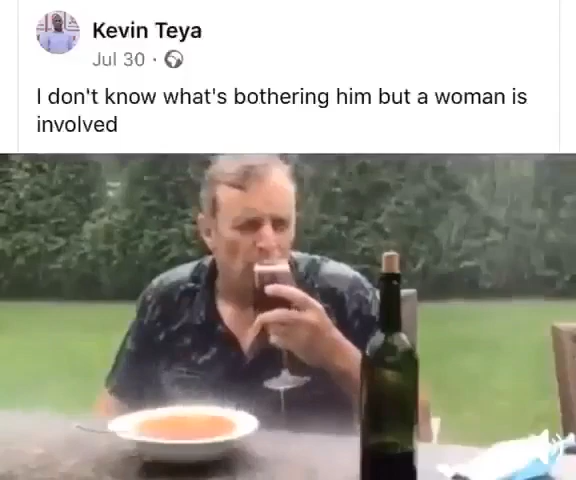 Kevin Teya
Jul 30 ·
I don't know what's bothering him but a woman is
involved